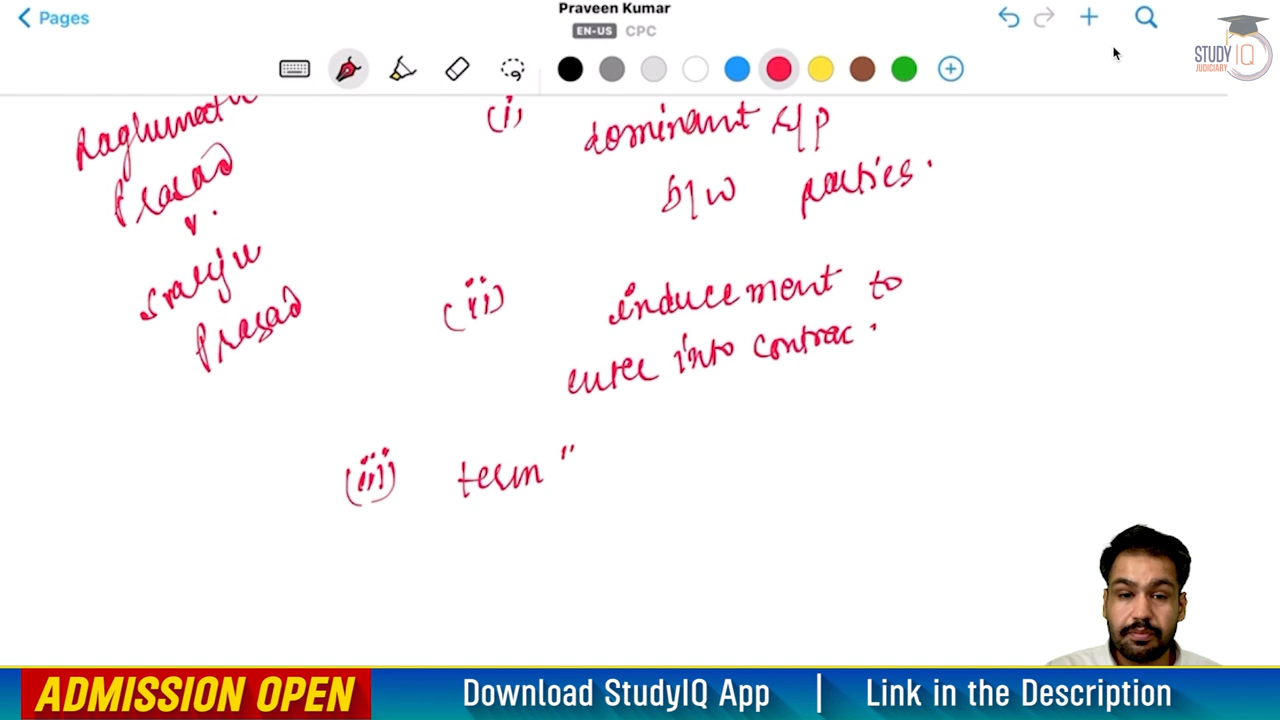 Pages
Praveen Kumar
EN-US CPC
STUDY IQ
JUDICIARY
Raghunath
Prasad
v.
Sarju
Prasad
(i) dominant r/p
b/w parties.
(ii) inducement to
enter into contrac.
(iii) term "
ADMISSION OPEN
Download StudyIQ App | Link in the Description